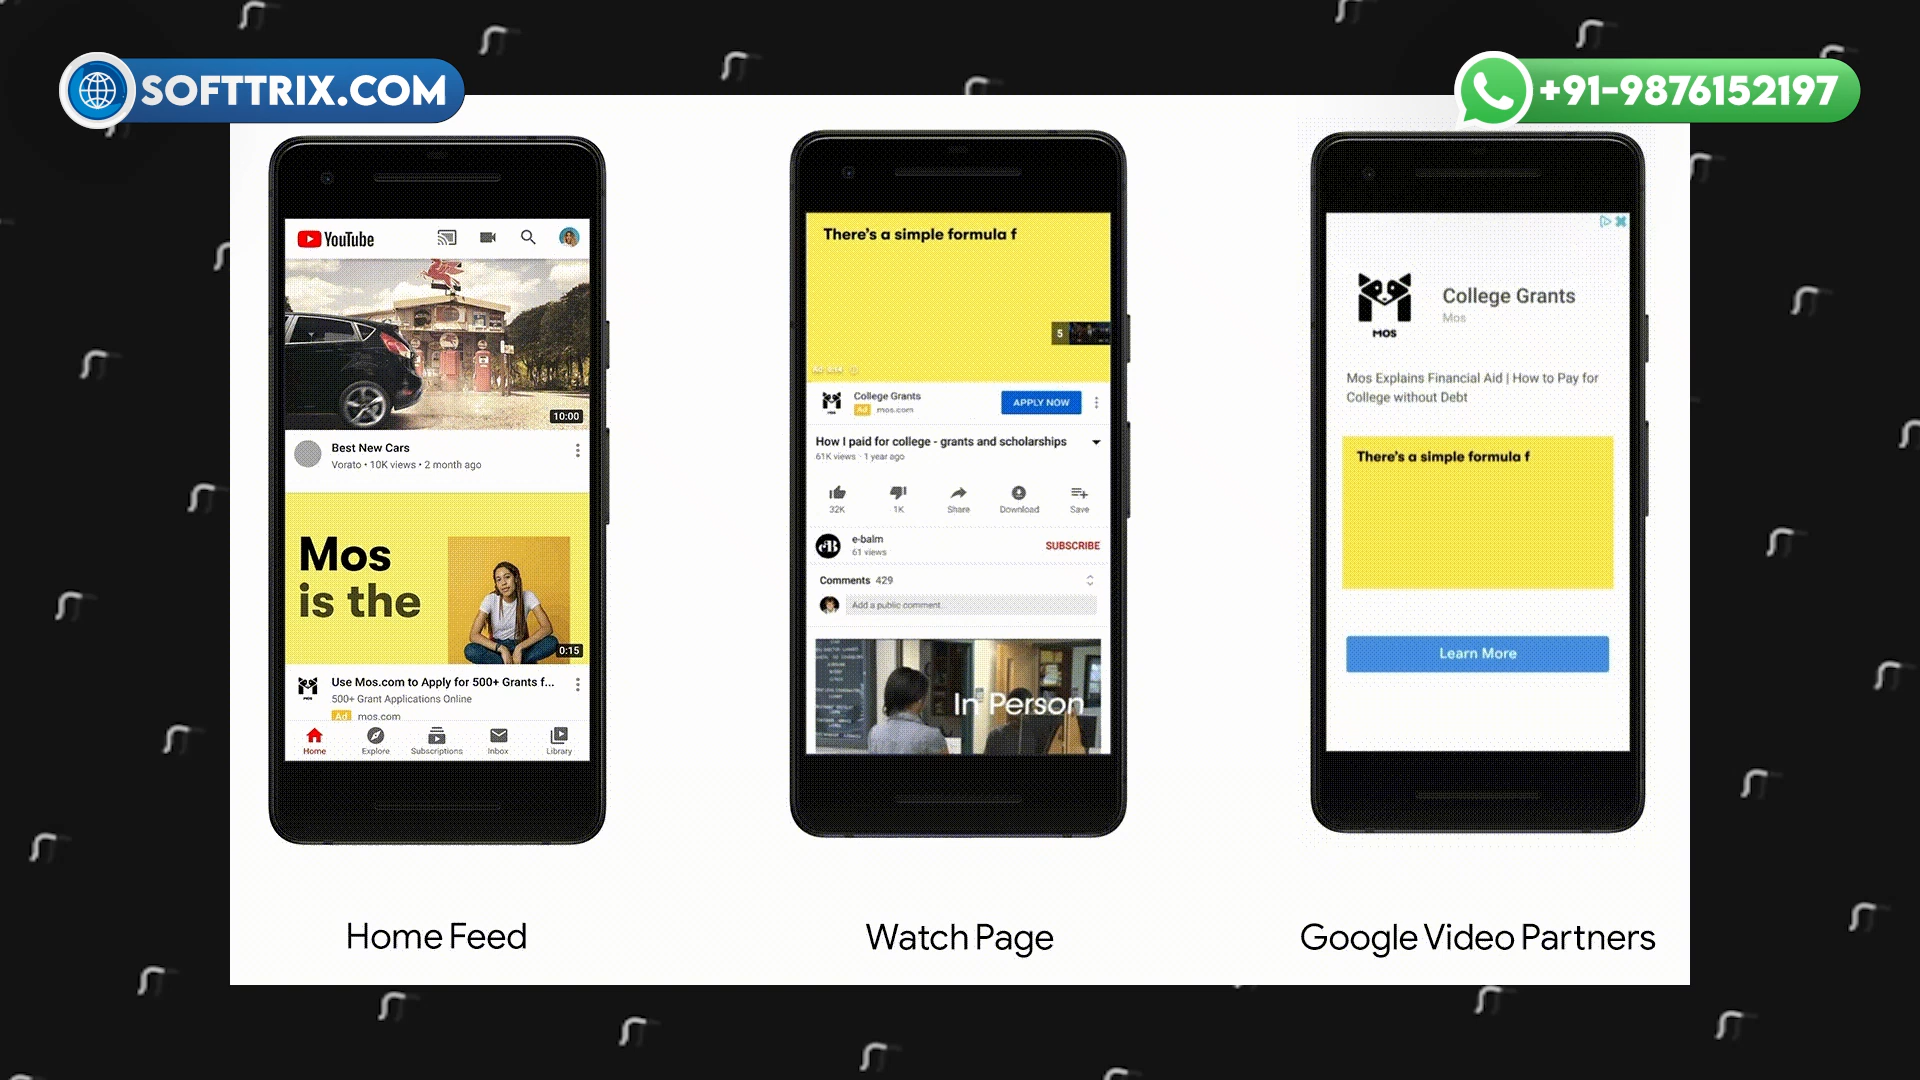 SOFTTRIX.COM
+91-9876152197
YouTube
10:00
Best New Cars
Vorato • 10K views • 2 month ago
Mos
is the
0:15
Use Mos.com to Apply for 500+ Grants f...
500+ Grant Applications Online
Ad mos.com
Home Explore Subscriptions Inbox Library
Home Feed
There's a simple formula f
5
Ad 0:14
College Grants
Ad mos.com
APPLY NOW
How I paid for college - grants and scholarships
61K views · 1 year ago
32K 1K Share Download Save
e-balm
61 views
SUBSCRIBE
Comments 429
Add a public comment
In Person
Watch Page
MOS
College Grants
Mos
Mos Explains Financial Aid | How to Pay for
College without Debt
There's a simple formula f
Learn More
Google Video Partners